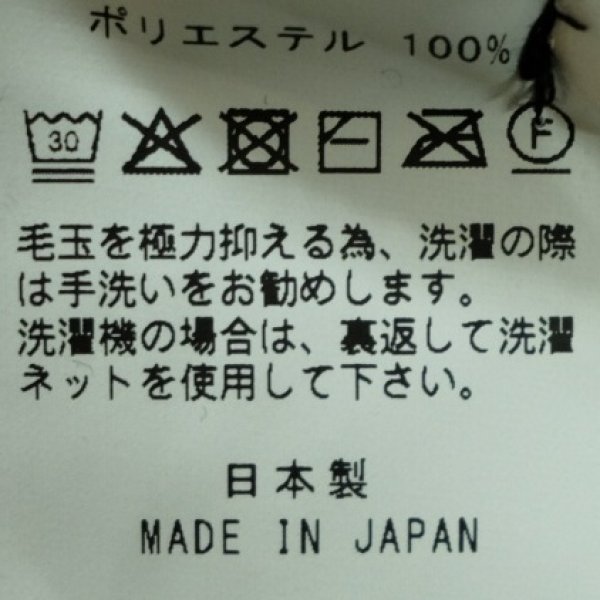 ポリエステル 100%
30 F
毛玉を極力抑える為、洗濯の際
は手洗いをお勧めします。
洗濯機の場合は、裏返して洗濯
ネットを使用して下さい。
日本製
MADE IN JAPAN